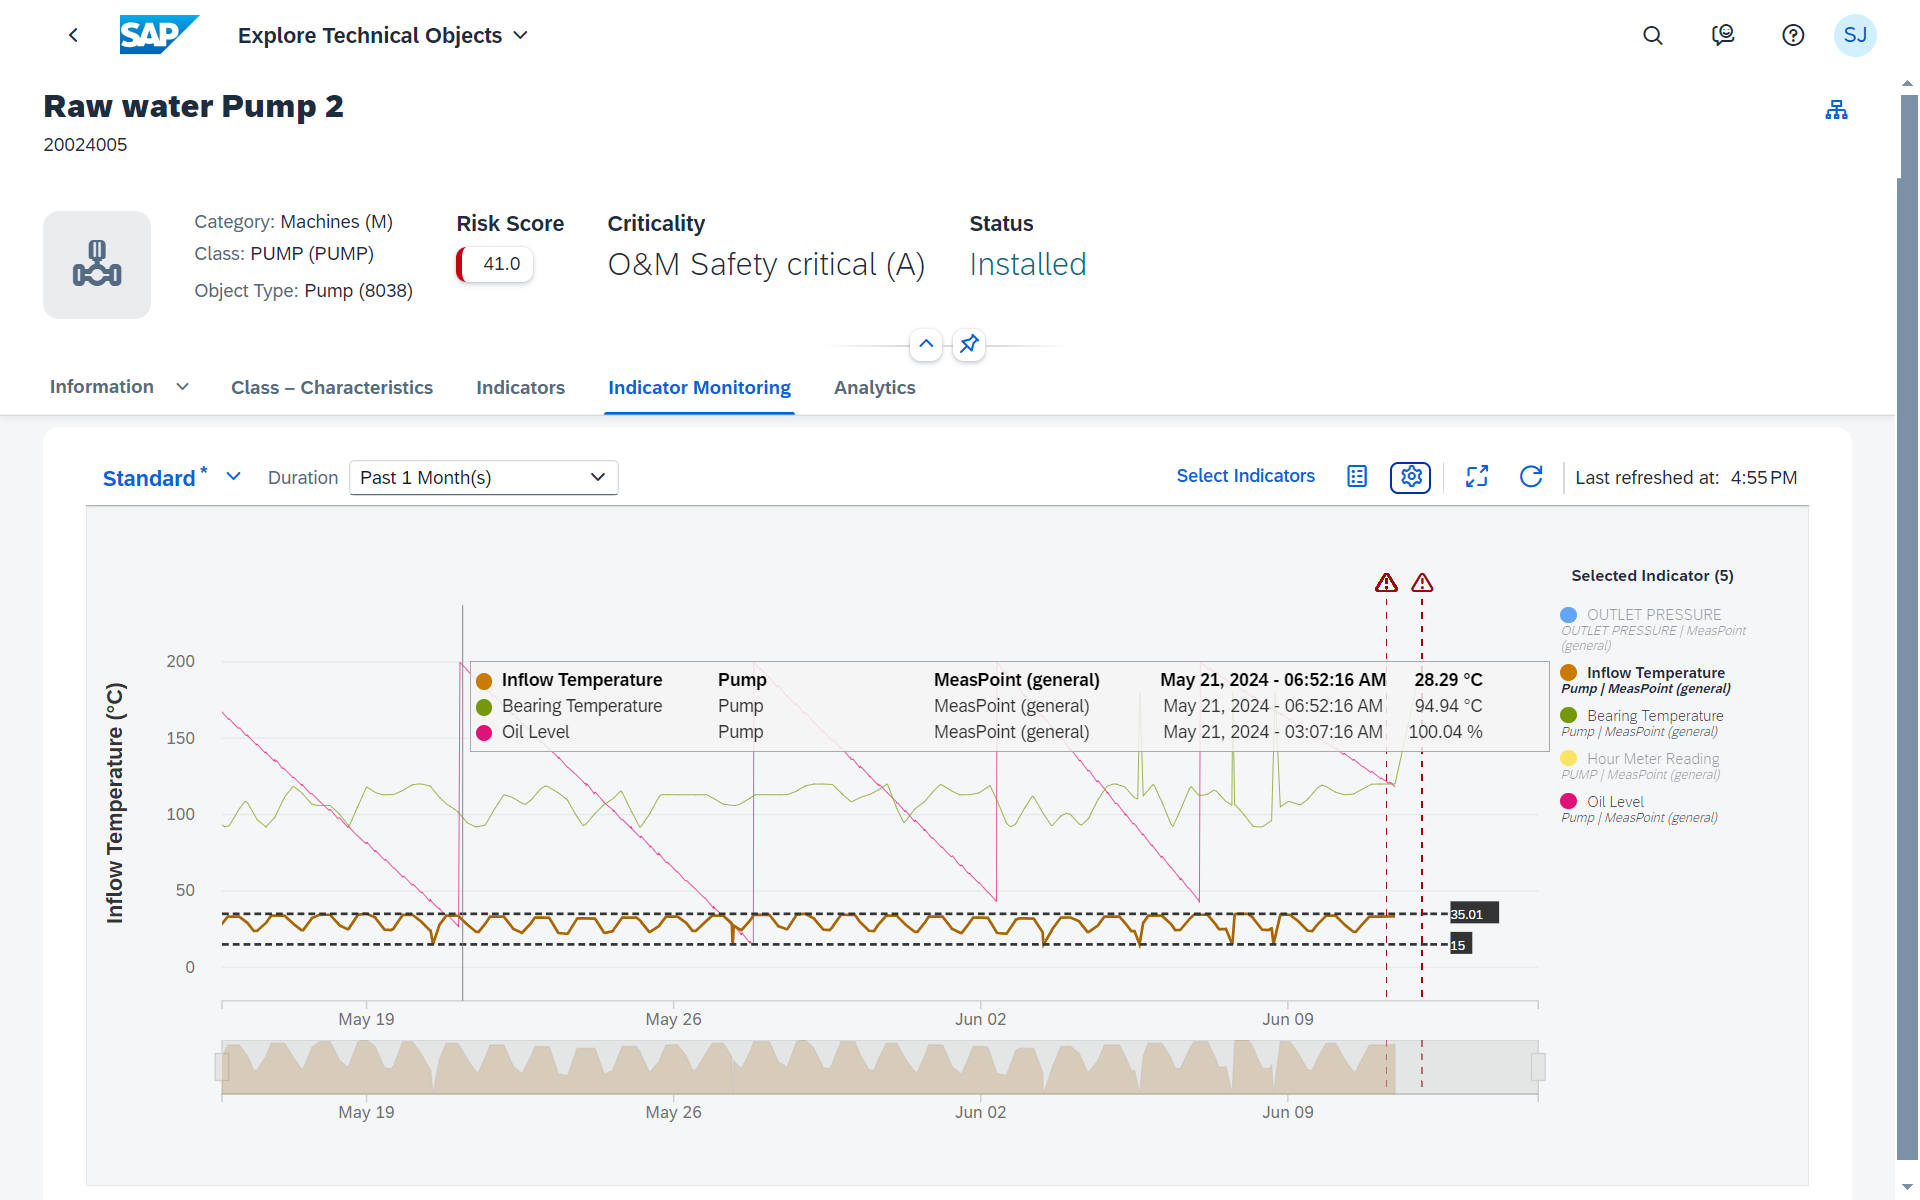 SAP
Explore Technical Objects
SJ
Raw water Pump 2
20024005
Category: Machines (M)
Class: PUMP (PUMP)
Object Type: Pump (8038)
Risk Score
41.0
Criticality
O&M Safety critical (A)
Status
Installed
Information
Class – Characteristics
Indicators
Indicator Monitoring
Analytics
Standard *
Duration
Past 1 Month(s)
Select Indicators
Last refreshed at: 4:55 PM
Inflow Temperature (°C)
200
150
100
50
0
Inflow Temperature Pump MeasPoint (general) May 21, 2024 - 06:52:16 AM 28.29 °C
Bearing Temperature Pump MeasPoint (general) May 21, 2024 - 06:52:16 AM 94.94 °C
Oil Level Pump MeasPoint (general) May 21, 2024 - 03:07:16 AM 100.04 %
35.01
15
May 19
May 26
Jun 02
Jun 09
May 19
May 26
Jun 02
Jun 09
Selected Indicator (5)
OUTLET PRESSURE
OUTLET PRESSURE | MeasPoint
(general)
Inflow Temperature
Pump | MeasPoint (general)
Bearing Temperature
Pump | MeasPoint (general)
Hour Meter Reading
PUMP | MeasPoint (general)
Oil Level
Pump | MeasPoint (general)